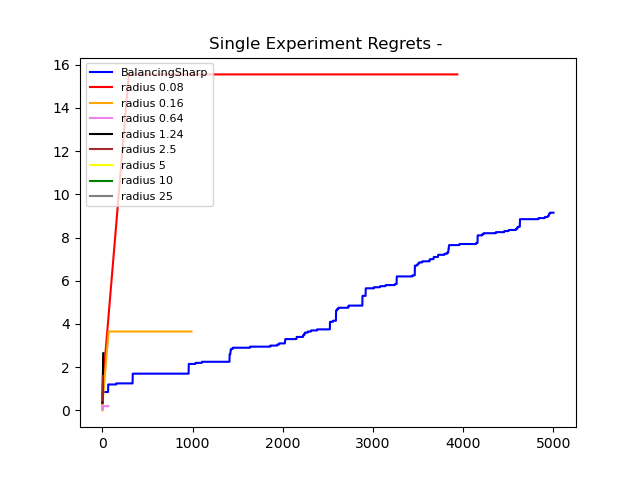 Single Experiment Regrets -
16
14
12
10
8
6
4
2
0
BalancingSharp
radius 0.08
radius 0.16
radius 0.64
radius 1.24
radius 2.5
radius 5
radius 10
radius 25
0 1000 2000 3000 4000 5000